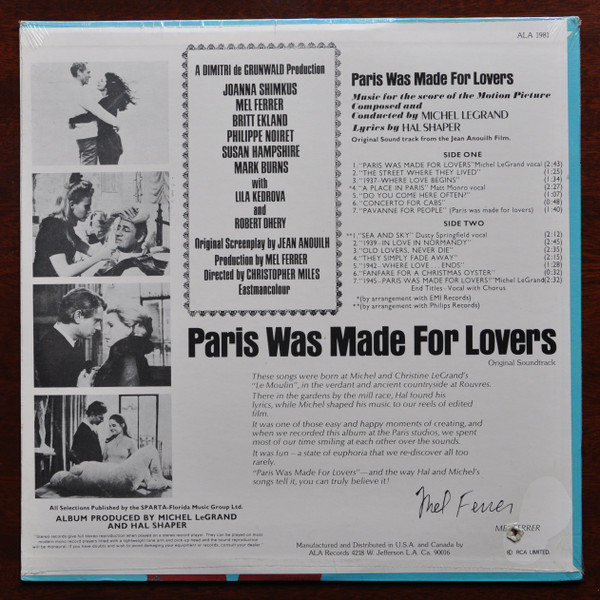 ALA 1981
A DIMITRI de GRUNWALD Production
JOANNA SHIMKUS
MEL FERRER
BRITT EKLAND
PHILIPPE NOIRET
SUSAN HAMPSHIRE
MARK BURNS
with
LILA KEDROVA
and
ROBERT DHERY
Original Screenplay by JEAN ANOUILH
Production by MEL FERRER
Directed by CHRISTOPHER MILES
Eastmancolour
Paris Was Made For Lovers
Music for the score of the Motion Picture
Composed and
Conducted by MICHEL LEGRAND
Lyrics by HAL SHAPER
Original Sound track from the Jean Anouilh Film.
SIDE ONE
1. "PARIS WAS MADE FOR LOVERS" Michel LeGrand vocal (2:43)
2. "THE STREET WHERE THEY LIVED" (1:25)
3. "1937-WHERE LOVE BEGINS" (1:34)
*4. "A PLACE IN PARIS" Matt Monro vocal (2:27)
5. "DO YOU COME HERE OFTEN!" (1:07)
6. "CONCERTO FOR CABS" (0:48)
7. "PAVANNE FOR PEOPLE" (Paris was made for lovers) (1:40)
SIDE TWO
**1. "SEA AND SKY" Dusty Springfield vocal (2:12)
2. "1939-IN LOVE IN NORMANDY" (2:45)
3. "OLD LOVERS, NEVER DIE" (2:35)
4. "THEY SIMPLY FADE AWAY" (2:15)
5. "1942-WHERE LOVE . . . ENDS" (1:28)
6. "FANFARE FOR A CHRISTMAS OYSTER" (0:32)
7. "1945-PARIS WAS MADE FOR LOVERS" Michel LeGrand (2:32)
End Titles - Vocal with Chorus
*(by arrangement with EMI Records)
**(by arrangement with Philips Records)
Paris Was Made For Lovers
Original Soundtrack
These songs were born at Michel and Christine LeGrand's
"Le Moulin", in the verdant and ancient countryside at Rouvres.
There in the gardens by the mill race, Hal found his
lyrics, while Michel shaped his music to our reels of edited
film.
It was one of those easy and happy moments of creating, and
when we recorded this album at the Paris studios, we spent
most of our time smiling at each other over the sounds.
It was fun—a state of euphoria that we re-discover all too
rarely.
"Paris Was Made For Lovers"—and the way Hal and Michel's
songs tell it, you can truly believe it!
Mel Ferrer
FERRER
All Selections Published by the SPARTA-Florida Music Group Ltd.
ALBUM PRODUCED BY MICHEL LeGRAND
AND HAL SHAPER
Manufactured and Distributed in U.S.A. and Canada by
ALA Records 4218 W. Jefferson L.A. Ca. 90016
© RCA LIMITED.